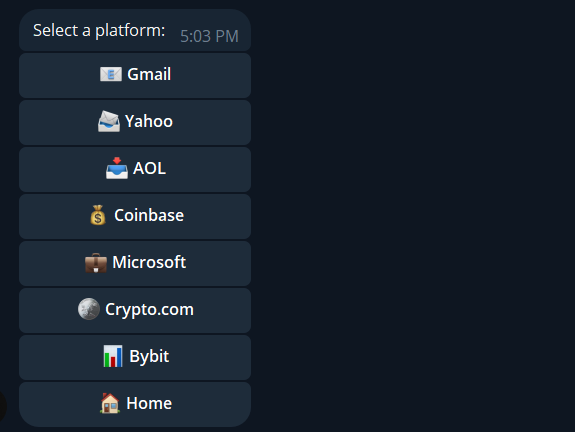 Select a platform: 5:03 PM
📧 Gmail
📨 Yahoo
📥 AOL
💰 Coinbase
💼 Microsoft
🪙 Crypto.com
📊 Bybit
🏠 Home